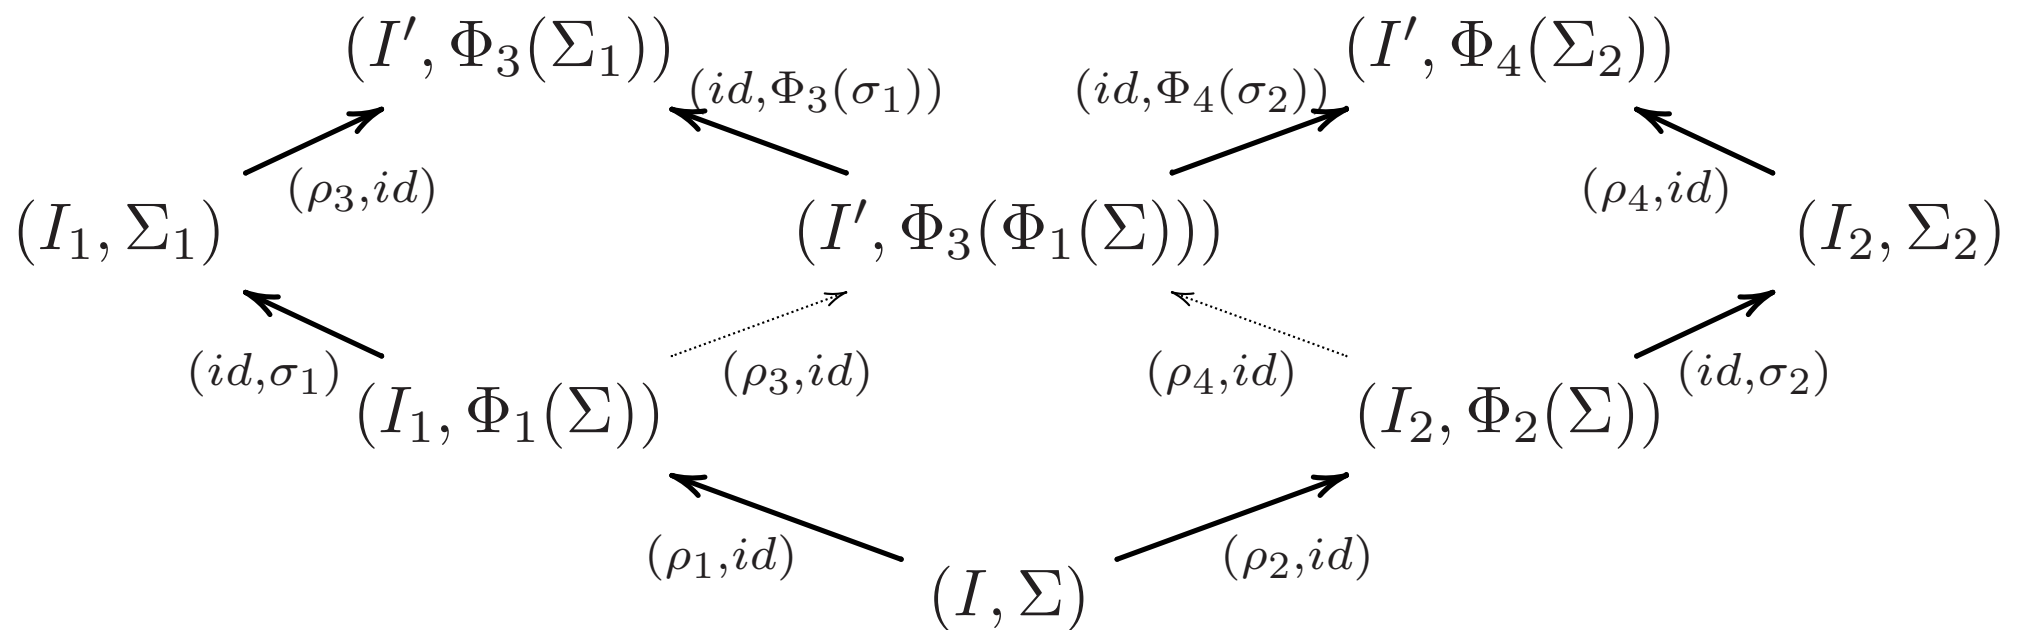 (I′, Φ₃(Σ₁)) (I′, Φ₄(Σ₂))
(id,Φ₃(σ₁)) (id,Φ₄(σ₂))
(ρ₃,id) (ρ₄,id)
(I₁, Σ₁) (I′, Φ₃(Φ₁(Σ))) (I₂, Σ₂)
(id,σ₁) (ρ₃,id) (ρ₄,id) (id,σ₂)
(I₁, Φ₁(Σ)) (I₂, Φ₂(Σ))
(ρ₁,id) (ρ₂,id)
(I, Σ)